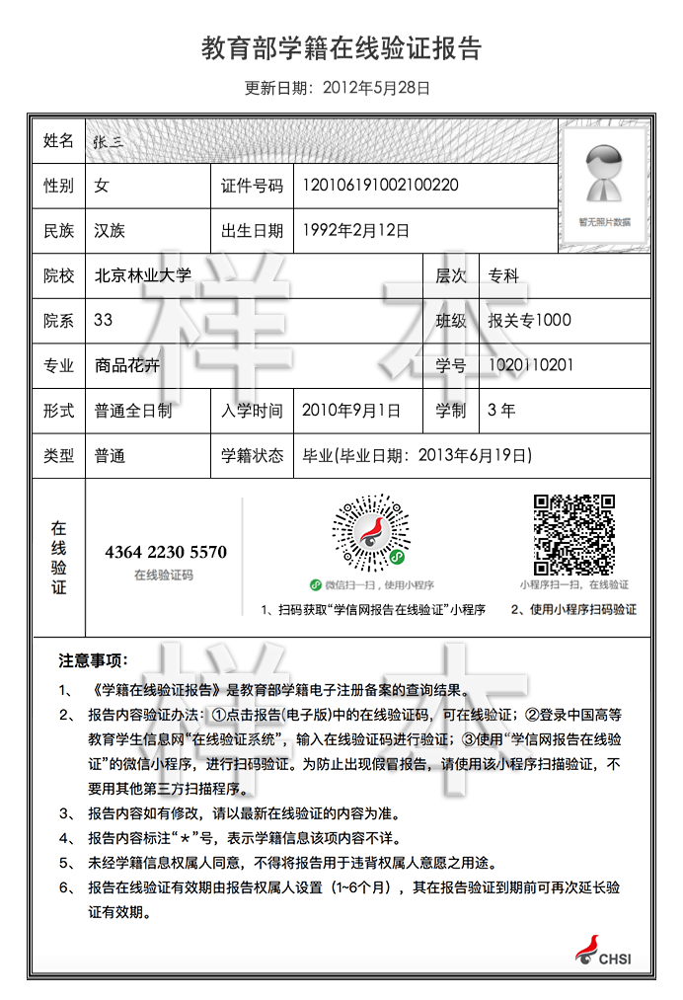 教育部学籍在线验证报告
更新日期：2012年5月28日
姓名 张三
性别 女 证件号码 120106191002100220
民族 汉族 出生日期 1992年2月12日
暂无照片数据
院校 北京林业大学 层次 专科
院系 33 班级 报关专1000
专业 商品花卉 学号 1020110201
样本
形式 普通全日制 入学时间 2010年9月1日 学制 3 年
类型 普通 学籍状态 毕业(毕业日期：2013年6月19日)
在线验证
4364 2230 5570
在线验证码
微信扫一扫，使用小程序
1、扫码获取“学信网报告在线验证”小程序
小程序扫一扫，在线验证
2、使用小程序扫码验证
注意事项：
1、 《学籍在线验证报告》是教育部学籍电子注册备案的查询结果。
2、 报告内容验证办法：①点击报告(电子版)中的在线验证码，可在线验证；②登录中国高等
教育学生信息网“在线验证系统”，输入在线验证码进行验证；③使用“学信网报告在线验
证”的微信小程序，进行扫码验证。为防止出现假冒报告，请使用该小程序扫描验证，不
要用其他第三方扫描程序。
样本
3、 报告内容如有修改，请以最新在线验证的内容为准。
4、 报告内容标注“＊”号，表示学籍信息该项内容不详。
5、 未经学籍信息权属人同意，不得将报告用于违背权属人意愿之用途。
6、 报告在线验证有效期由报告权属人设置（1~6个月），其在报告验证到期前可再次延长验
证有效期。
CHSI